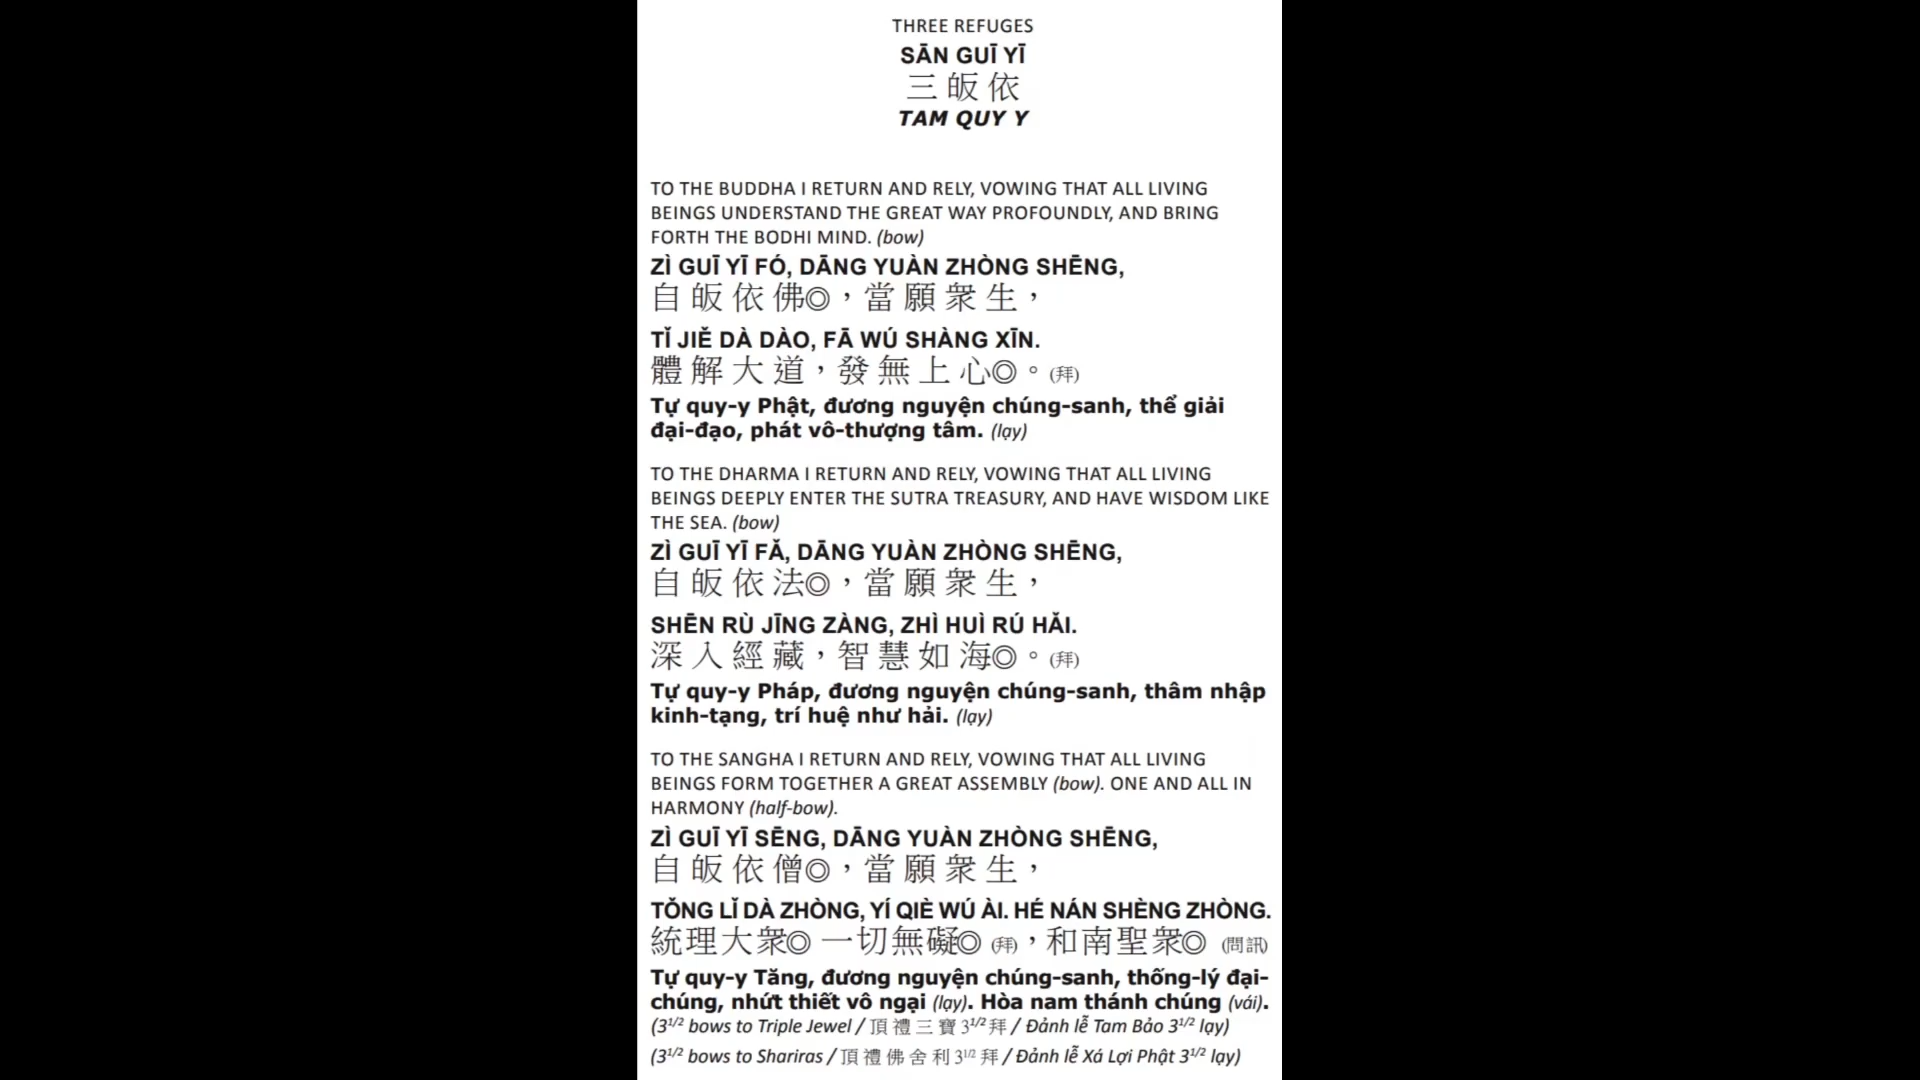 THREE REFUGES
SĀN GUĪ YĪ
三皈依
TAM QUY Y
TO THE BUDDHA I RETURN AND RELY, VOWING THAT ALL LIVING
BEINGS UNDERSTAND THE GREAT WAY PROFOUNDLY, AND BRING
FORTH THE BODHI MIND. (bow)
ZÌ GUĪ YĪ FÓ, DĀNG YUÀN ZHÒNG SHĒNG,
自皈依佛◎，當願衆生，
TǏ JIĚ DÀ DÀO, FĀ WÚ SHÀNG XĪN.
體解大道，發無上心◎。(拜)
Tự quy-y Phật, đương nguyện chúng-sanh, thể giải
đại-đạo, phát vô-thượng tâm. (lạy)
TO THE DHARMA I RETURN AND RELY, VOWING THAT ALL LIVING
BEINGS DEEPLY ENTER THE SUTRA TREASURY, AND HAVE WISDOM LIKE
THE SEA. (bow)
ZÌ GUĪ YĪ FǍ, DĀNG YUÀN ZHÒNG SHĒNG,
自皈依法◎，當願衆生，
SHĒN RÙ JĪNG ZÀNG, ZHÌ HUÌ RÚ HǍI.
深入經藏，智慧如海◎。(拜)
Tự quy-y Pháp, đương nguyện chúng-sanh, thâm nhập
kinh-tạng, trí huệ như hải. (lạy)
TO THE SANGHA I RETURN AND RELY, VOWING THAT ALL LIVING
BEINGS FORM TOGETHER A GREAT ASSEMBLY (bow). ONE AND ALL IN
HARMONY (half-bow).
ZÌ GUĪ YĪ SĒNG, DĀNG YUÀN ZHÒNG SHĒNG,
自皈依僧◎，當願衆生，
TǑNG LǏ DÀ ZHÒNG, YÍ QIÈ WÚ ÀI. HÉ NÁN SHÈNG ZHÒNG.
統理大衆◎ 一切無礙◎ (拜)，和南聖衆◎ (問訊)
Tự quy-y Tăng, đương nguyện chúng-sanh, thống-lý đại-
chúng, nhứt thiết vô ngại (lạy). Hòa nam thánh chúng (vái).
(3¹/² bows to Triple Jewel / 頂禮三寶 3¹/² 拜 / Đảnh lễ Tam Bảo 3¹/² lạy)
(3¹/² bows to Shariras / 頂禮佛舍利 3¹/² 拜 / Đảnh lễ Xá Lợi Phật 3¹/² lạy)